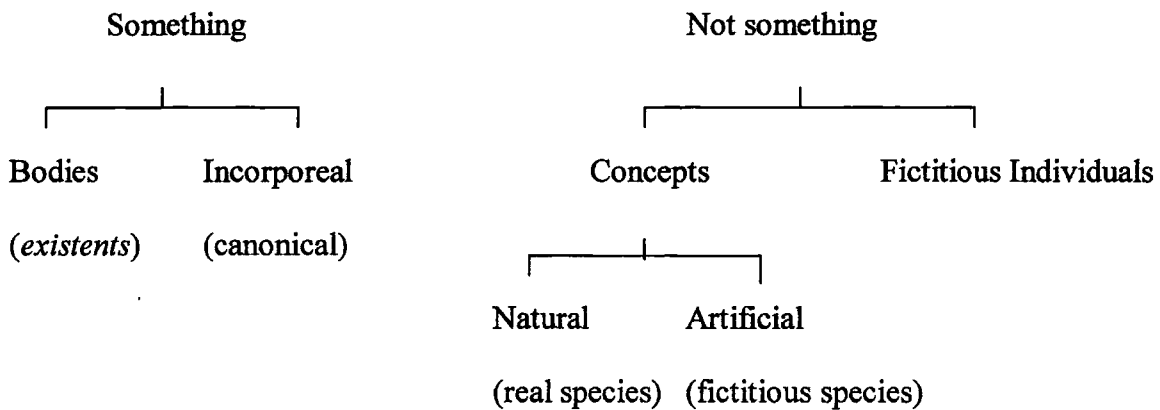 Something Not something
Bodies Incorporeal Concepts Fictitious Individuals
(existents) (canonical)
Natural Artificial
(real species) (fictitious species)